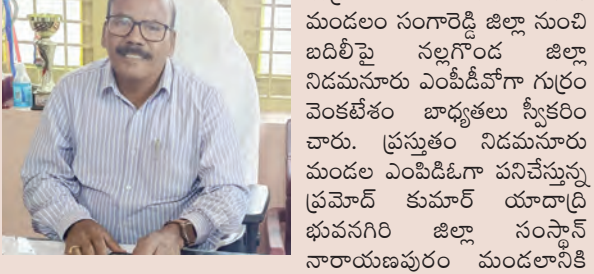 మండలం సంగారెడ్డి జిల్లా నుంచి
బదిలీపై నల్లగొండ జిల్లా
నిడమనూరు ఎంపీడీవోగా గుర్రం
వెంకటేశం బాధ్యతలు స్వీకరిం
చారు. ప్రస్తుతం నిడమనూరు
మండల ఎంపిడిఓగా పనిచేస్తున్న
ప్రమోద్ కుమార్ యాదాద్రి
భువనగిరి జిల్లా సంస్థాన్
నారాయణపురం మండలానికి